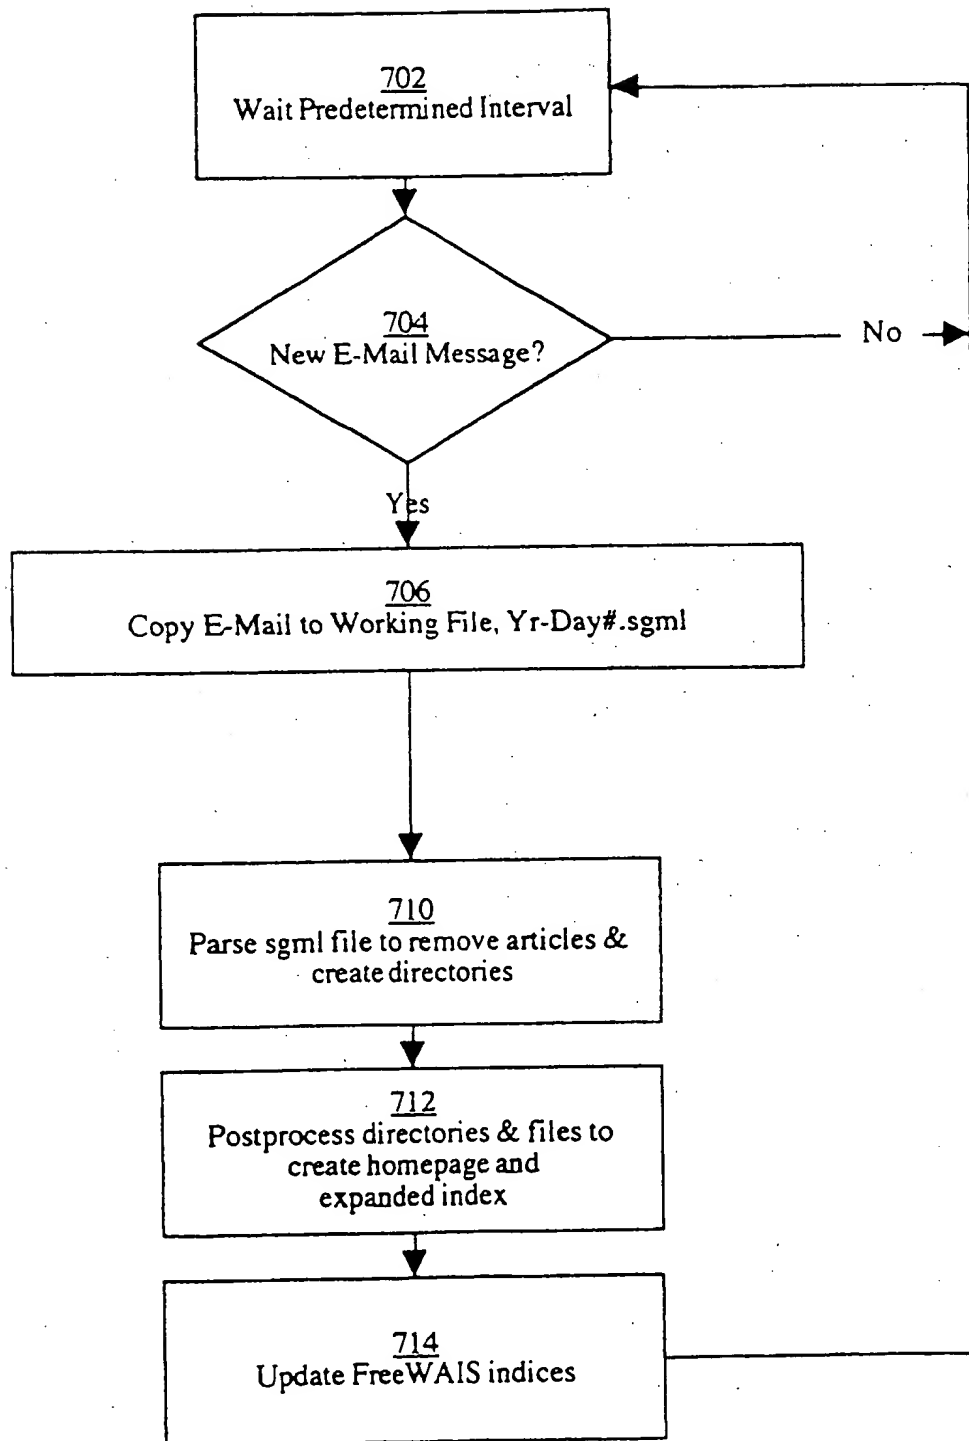 702
Wait Predetermined Interval
704
New E-Mail Message?
No
Yes
706
Copy E-Mail to Working File, Yr-Day#.sgml
710
Parse sgml file to remove articles &
create directories
712
Postprocess directories & files to
create homepage and
expanded index
714
Update FreeWAIS indices